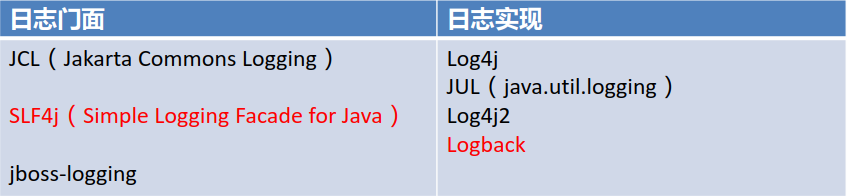 日志门面
日志实现
JCL（Jakarta Commons Logging）
SLF4j（Simple Logging Facade for Java）
jboss-logging
Log4j
JUL（java.util.logging）
Log4j2
Logback